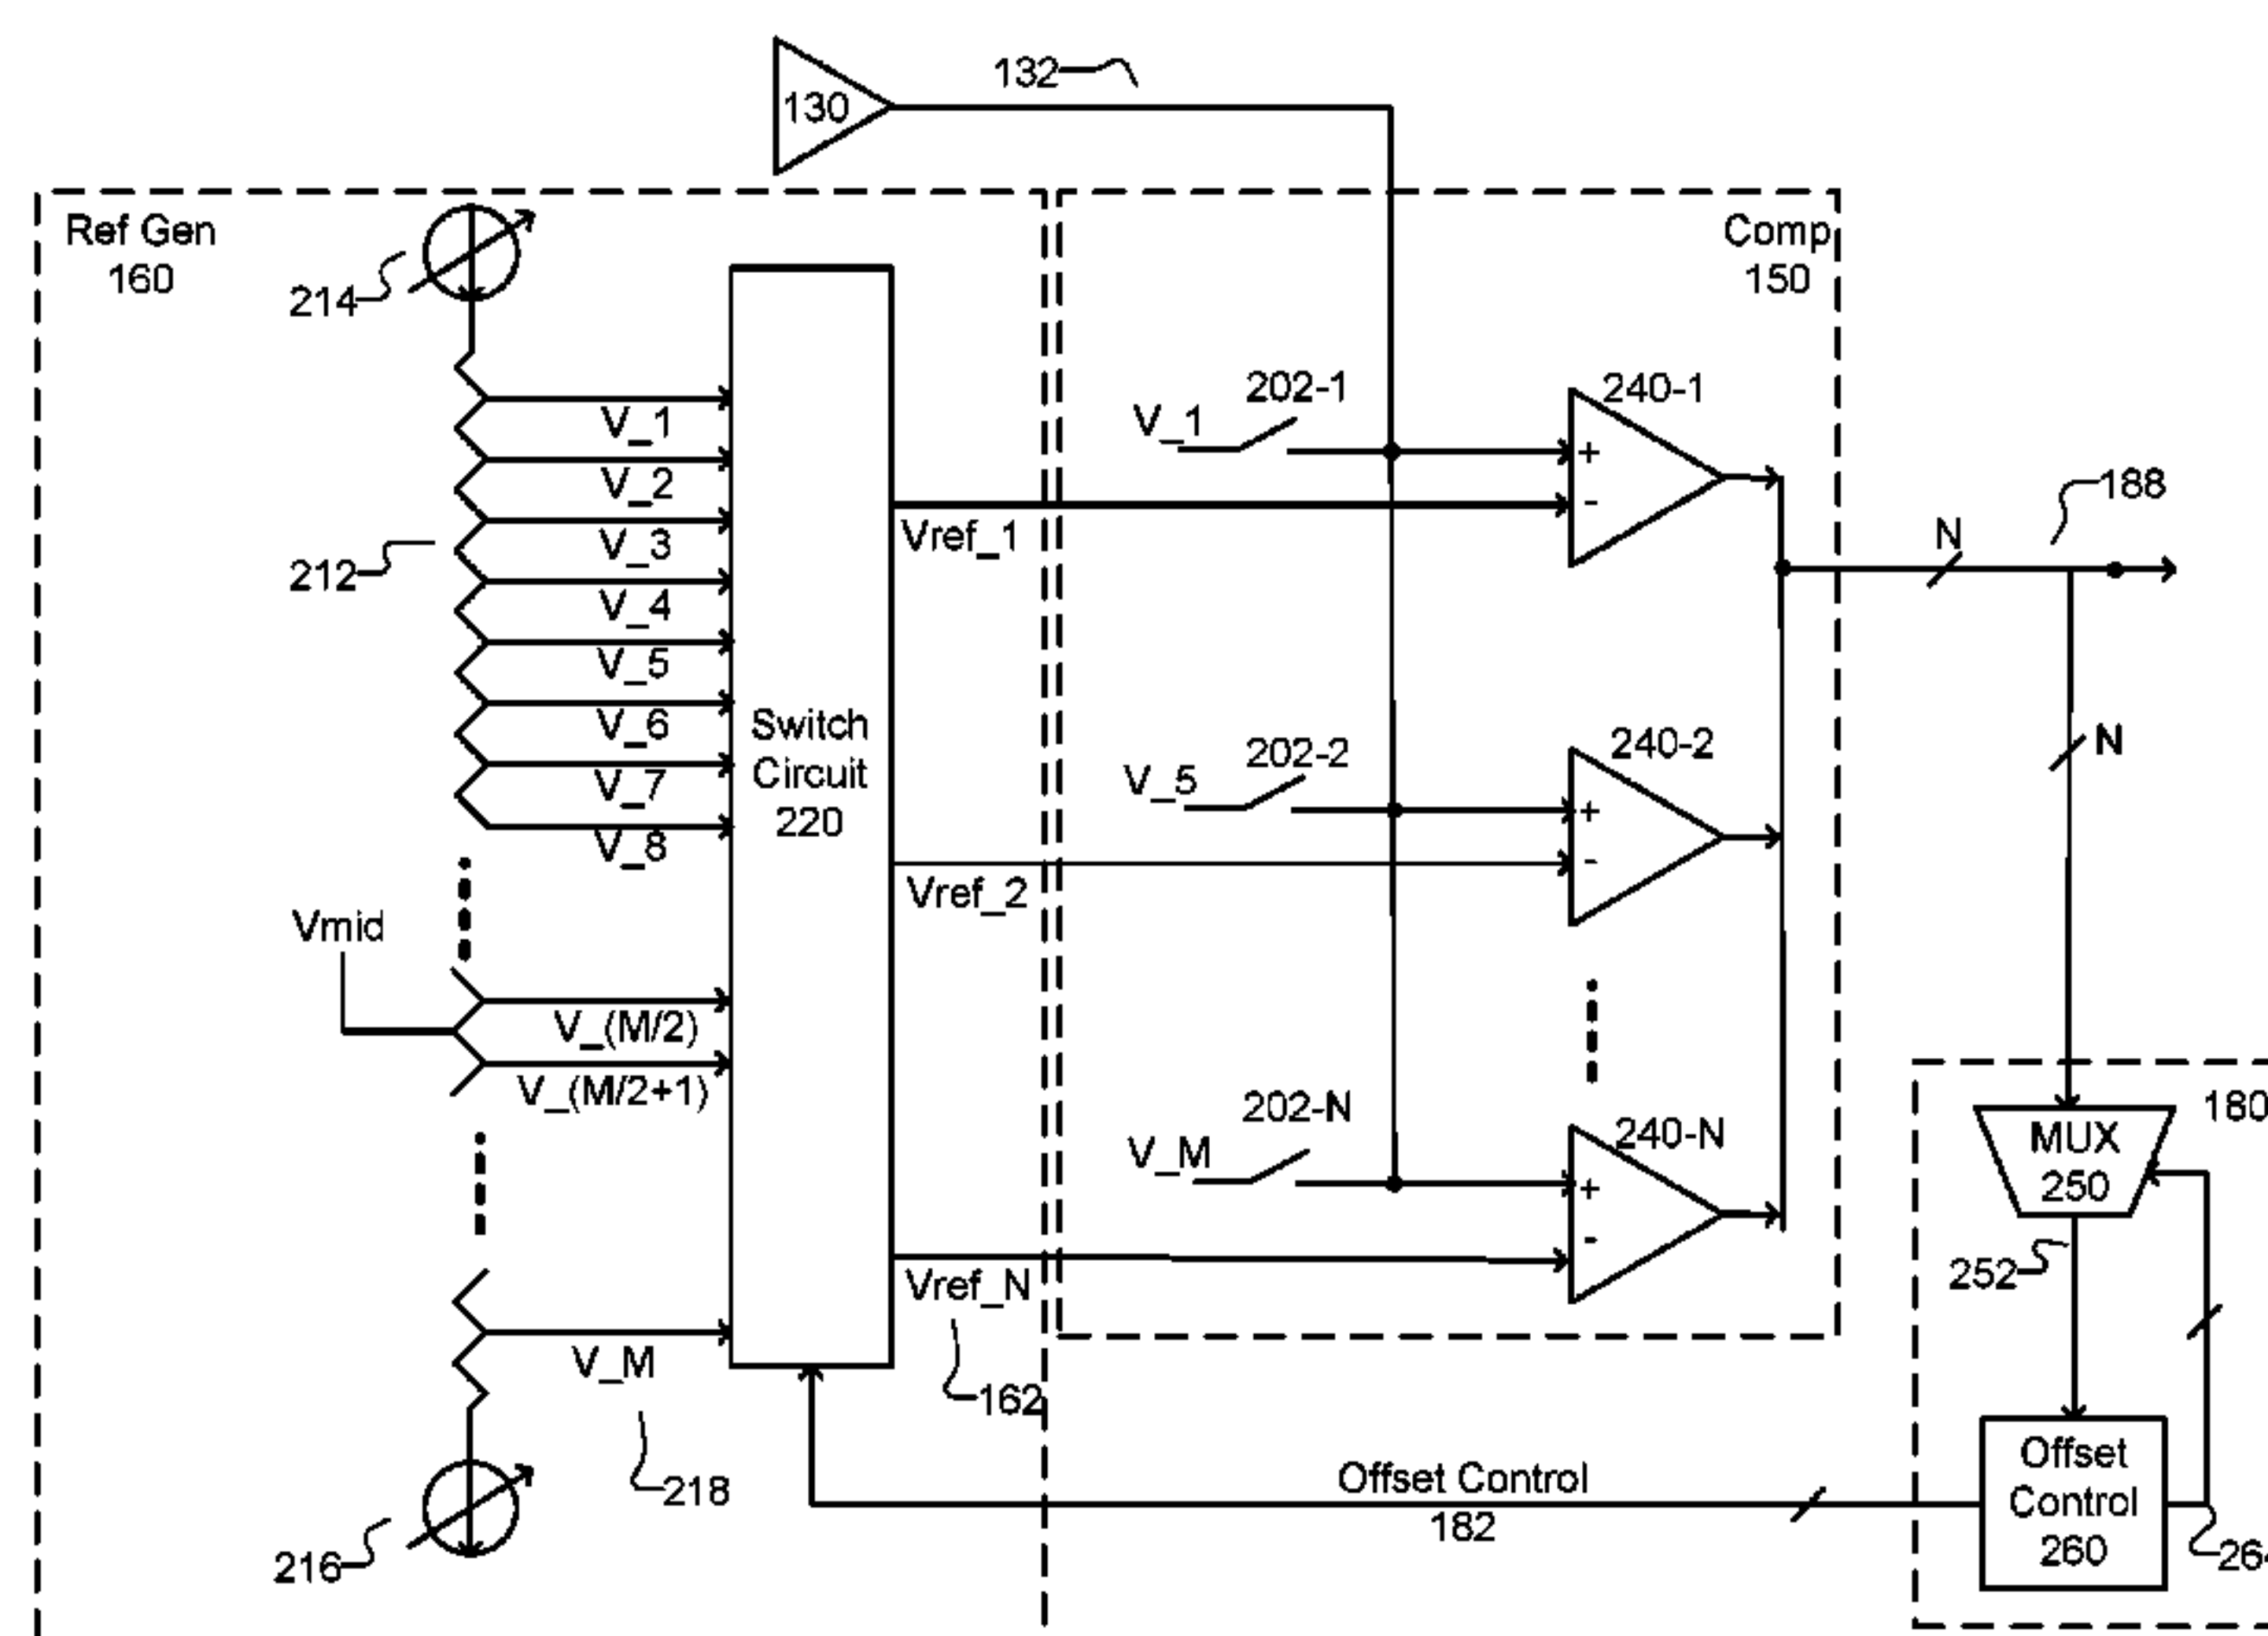 132
130
Ref Gen
160
214
Comp
150
V_1
V_2
V_3
V_4
V_5
V_6
V_7
V_8
212
Switch
Circuit
220
Vmid
V_(M/2)
V_(M/2+1)
V_M
218
216
Vref_1
Vref_2
Vref_N
162
V_1
202-1
240-1
+
-
V_5
202-2
240-2
+
-
V_M
202-N
240-N
+
-
N
188
N
180
MUX
250
252
Offset
Control
260
Offset Control
182